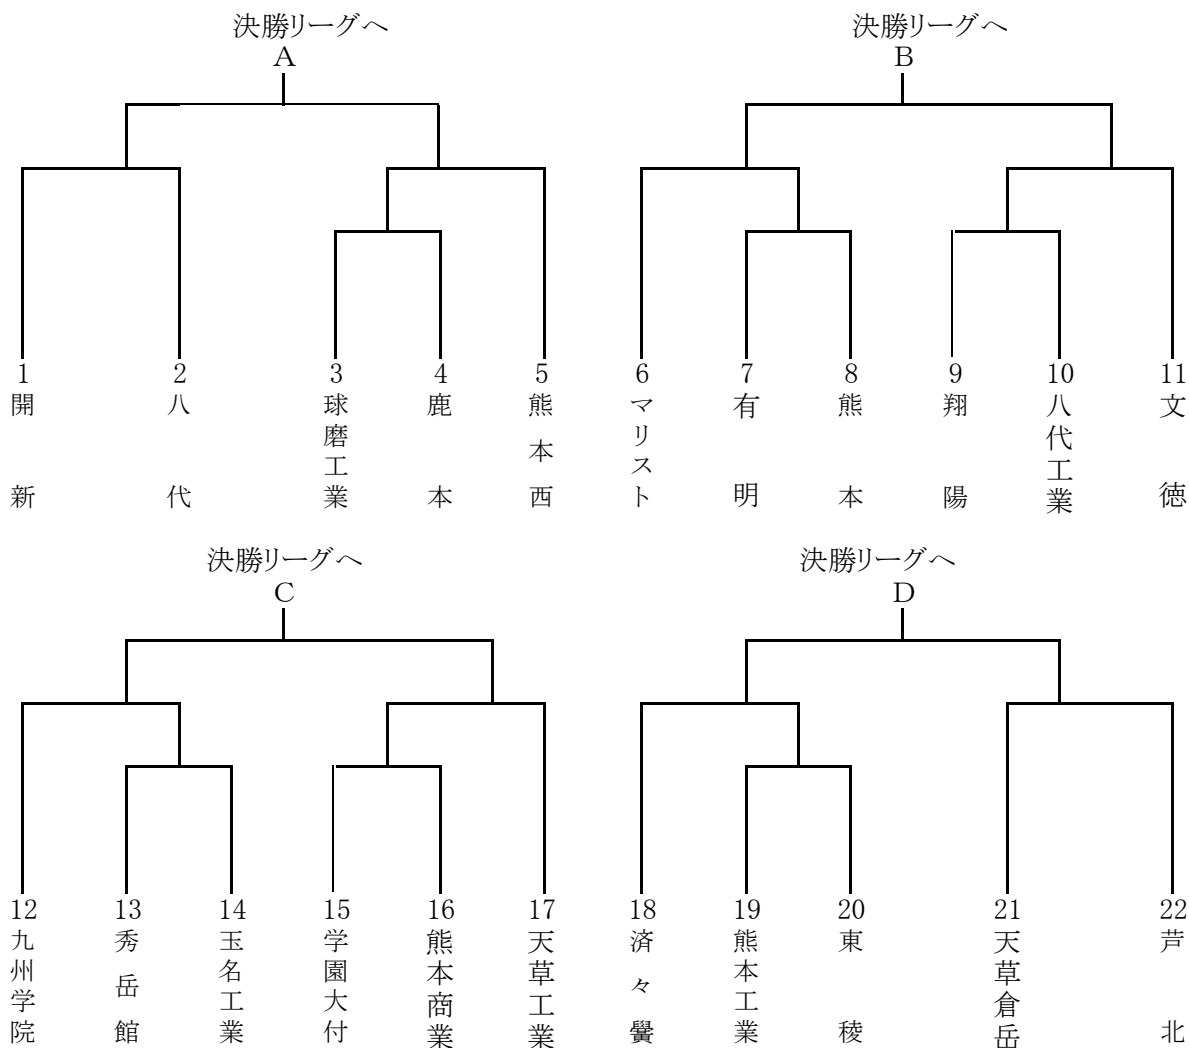 決勝リーグへ
A
決勝リーグへ
B
1
開新
2
八代
3
球磨工業
4
鹿本
5
熊本西
6
マリスト
7
有明
8
熊本
9
翔陽
10
八代工業
11
文徳
決勝リーグへ
C
決勝リーグへ
D
12
九州学院
13
秀岳館
14
玉名工業
15
学園大付
16
熊本商業
17
天草工業
18
済々黌
19
熊本工業
20
東稜
21
天草倉岳
22
芦北